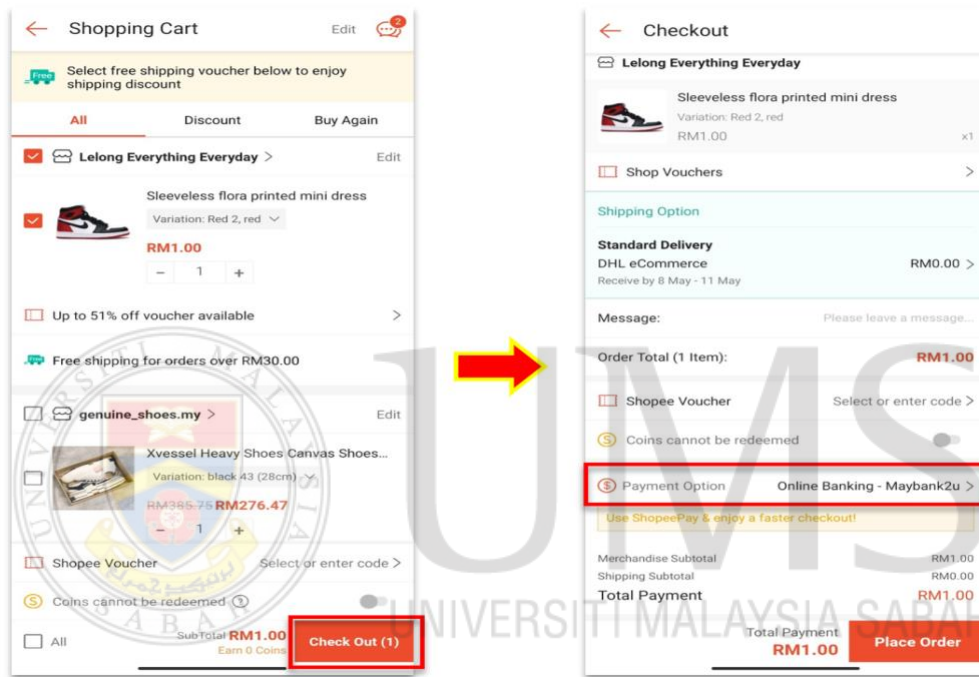 Shopping Cart
Edit
2
Free
Select free shipping voucher below to enjoy
shipping discount
All
Discount
Buy Again
Lelong Everything Everyday >
Edit
Sleeveless flora printed mini dress
Variation: Red 2, red
RM1.00
- 1 +
Up to 51% off voucher available >
Free shipping for orders over RM30.00
genuine_shoes.my >
Edit
Xvessel Heavy Shoes Canvas Shoes...
Variation: black 43 (28cm)
RM385.75 RM276.47
- 1 +
Shopee Voucher
Select or enter code >
Coins cannot be redeemed ?
All
SubTotal RM1.00
Earn 0 Coins
Check Out (1)
Checkout
Lelong Everything Everyday
Sleeveless flora printed mini dress
Variation: Red 2, red
RM1.00
x1
Shop Vouchers >
Shipping Option
Standard Delivery
DHL eCommerce
RM0.00 >
Receive by 8 May - 11 May
Message:
Please leave a message...
Order Total (1 Item):
RM1.00
Shopee Voucher
Select or enter code >
Coins cannot be redeemed
Payment Option
Online Banking - Maybank2u >
Use ShopeePay & enjoy a faster checkout!
Merchandise Subtotal
RM1.00
Shipping Subtotal
RM0.00
Total Payment
RM1.00
Total Payment
RM1.00
Place Order
UMS
UNIVERSITI MALAYSIA SABAH
UNIVERSITI MALAYSIA
SABAH